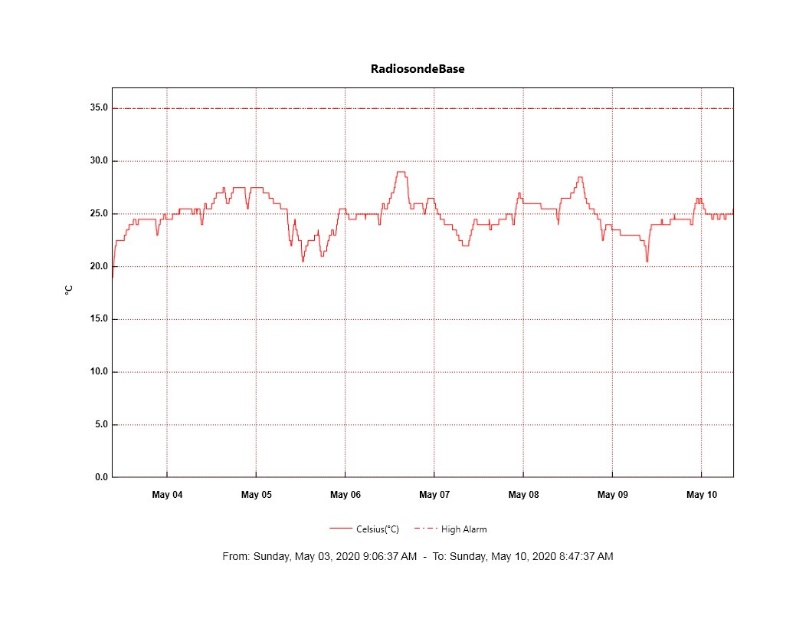 RadiosondeBase
35.0
30.0
25.0
20.0
°C
15.0
10.0
5.0
0.0
May 04 May 05 May 06 May 07 May 08 May 09 May 10
Celsius(°C) High Alarm
From: Sunday, May 03, 2020 9:06:37 AM - To: Sunday, May 10, 2020 8:47:37 AM